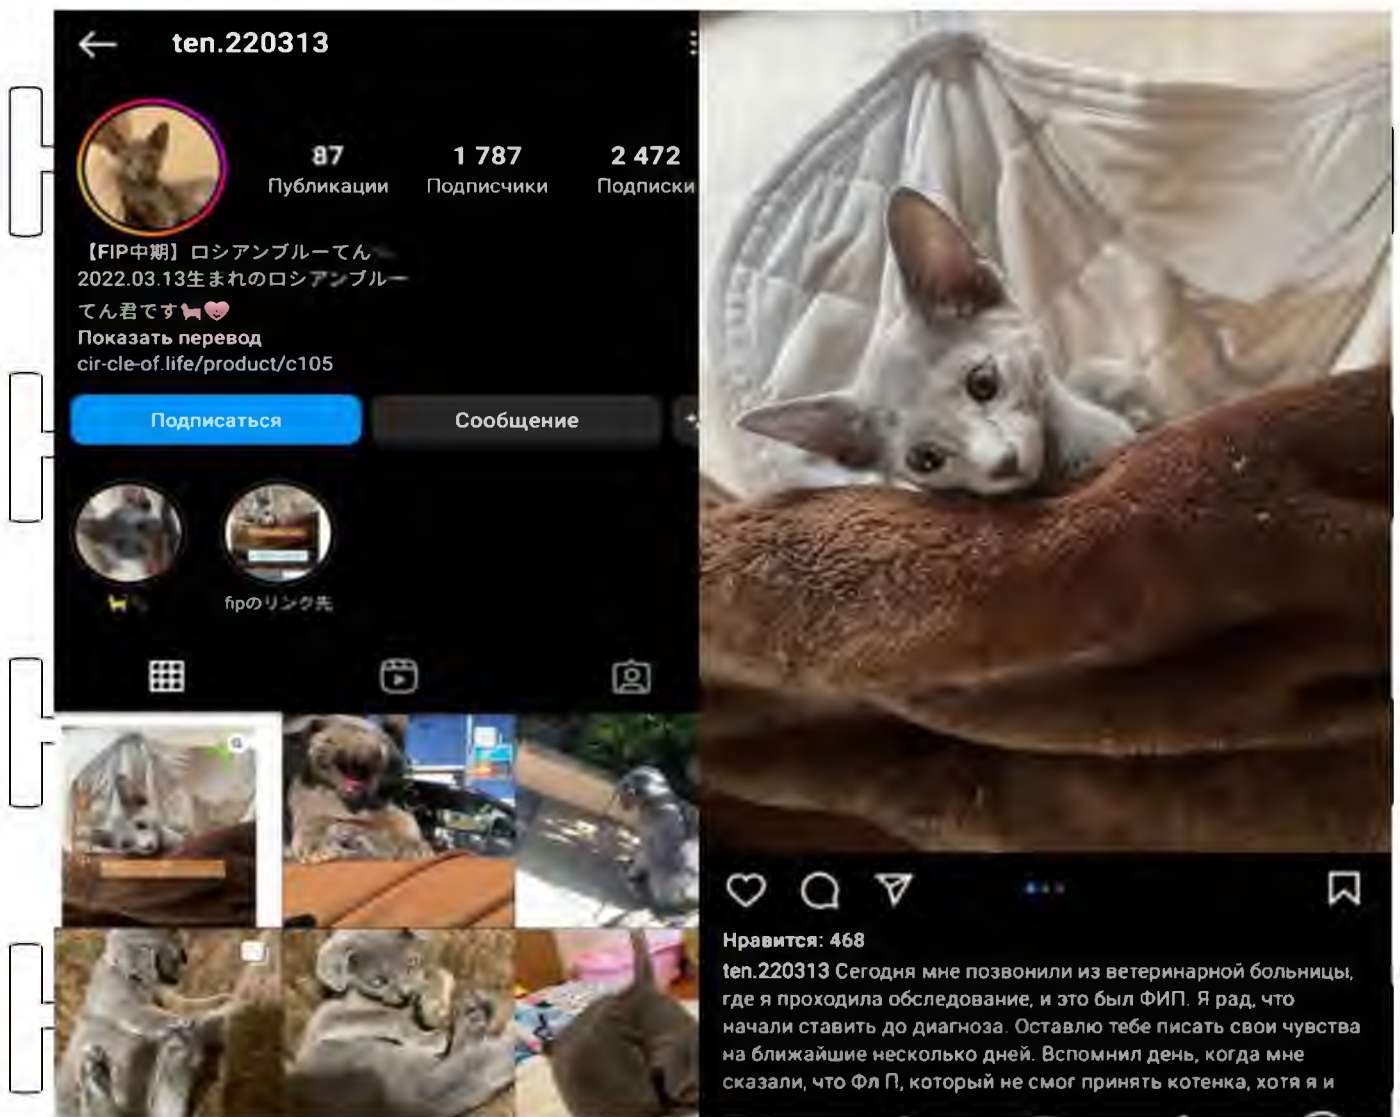 ten.220313
87
1 787
2 472
Публикации
Подписчики
Подписки
【FIP中期】ロシアンブルーてん
2022.03.13生まれのロシアンブルー
てん君です
Показать перевод
cir-cle-of.life/product/c105
Подписаться
Сообщение
fipのリンク先
Нравится: 468
ten.220313 Сегодня мне позвонили из ветеринарной больницы,
где я проходила обследование, и это был ФИП. Я рад, что
начали ставить до диагноза. Оставлю тебе писать свои чувства
на ближайшие несколько дней. Вспомнил день, когда мне
сказали, что Фл П, который не смог принять котенка, хотя я и